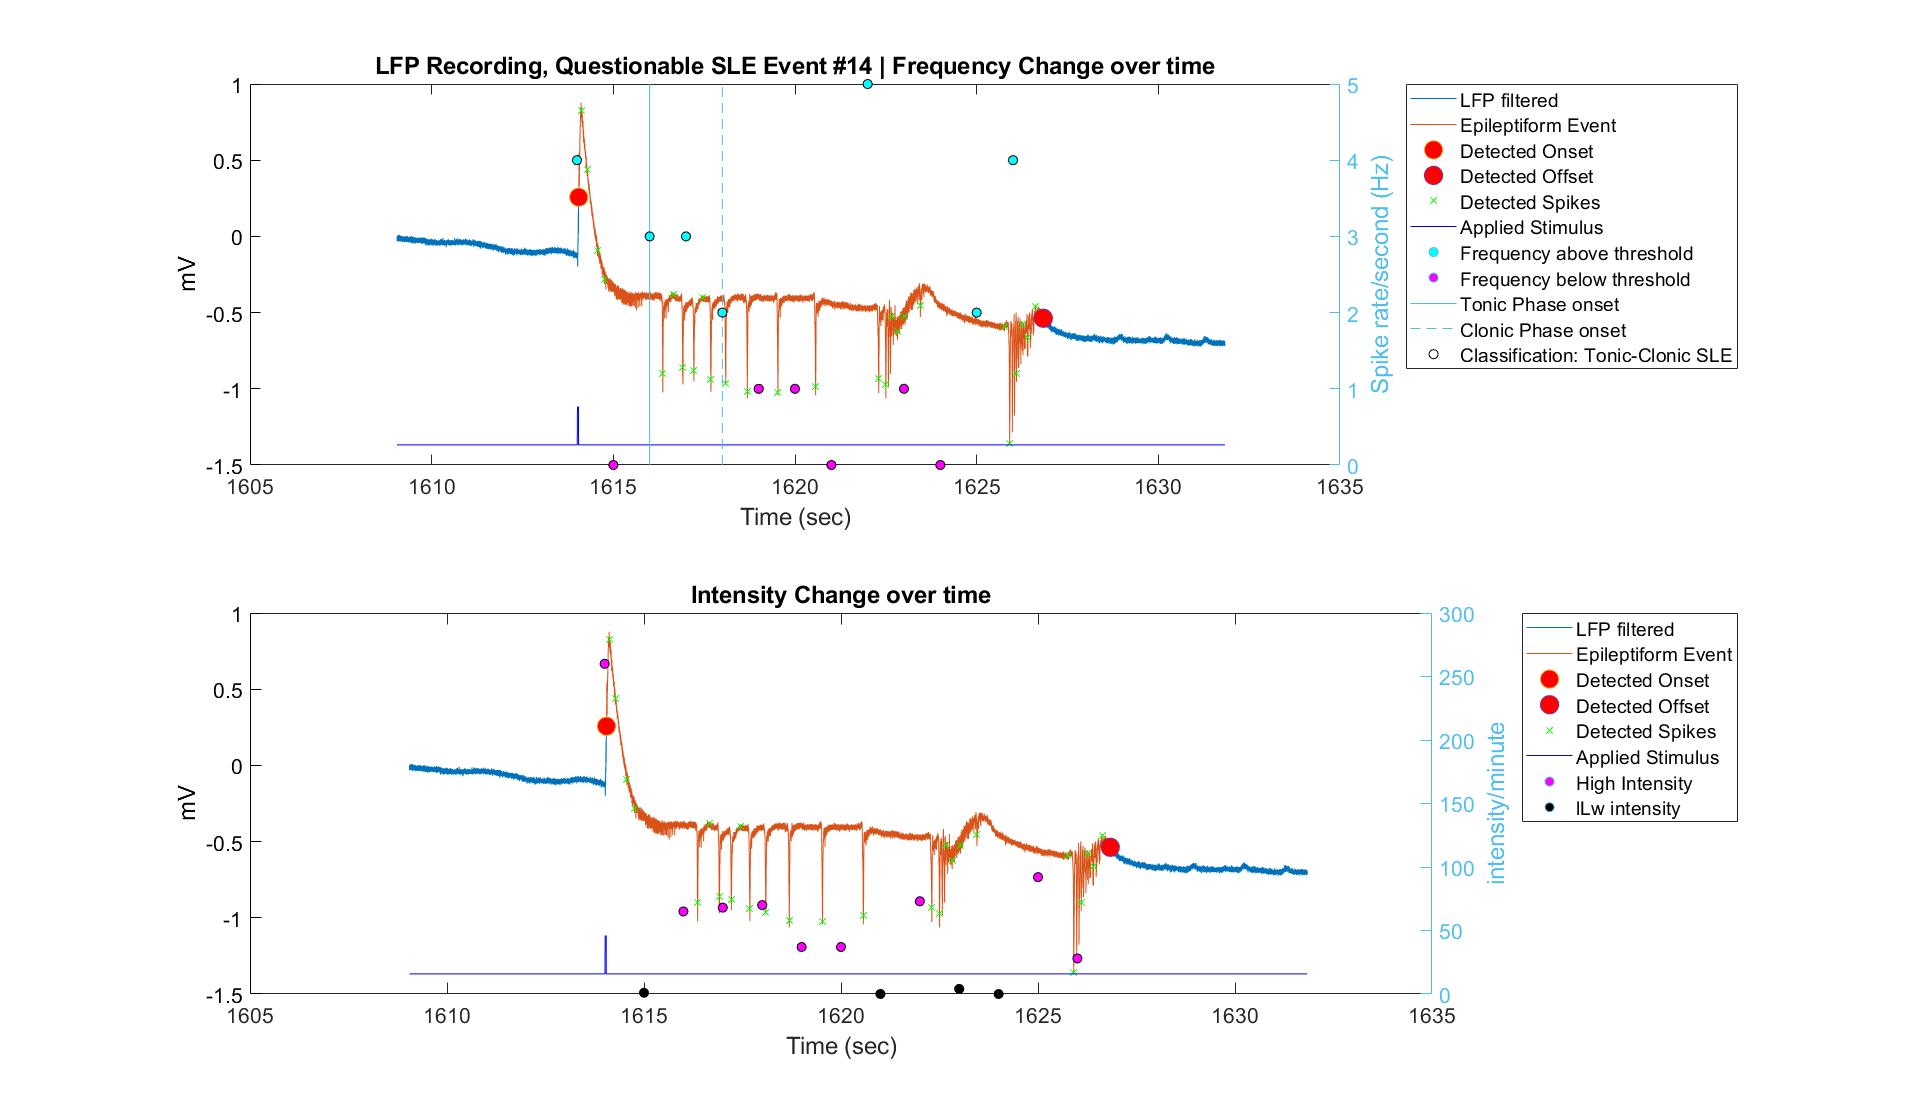 LFP Recording, Questionable SLE Event #14 | Frequency Change over time
1
0.5
0
-0.5
-1
-1.5
mV
5
4
3
2
1
0
Spike rate/second (Hz)
1605 1610 1615 1620 1625 1630 1635
Time (sec)
LFP filtered
Epileptiform Event
Detected Onset
Detected Offset
Detected Spikes
Applied Stimulus
Frequency above threshold
Frequency below threshold
Tonic Phase onset
Clonic Phase onset
Classification: Tonic-Clonic SLE
Intensity Change over time
1
0.5
0
-0.5
-1
-1.5
mV
300
250
200
150
100
50
0
intensity/minute
1605 1610 1615 1620 1625 1630 1635
Time (sec)
LFP filtered
Epileptiform Event
Detected Onset
Detected Offset
Detected Spikes
Applied Stimulus
High Intensity
lLw intensity